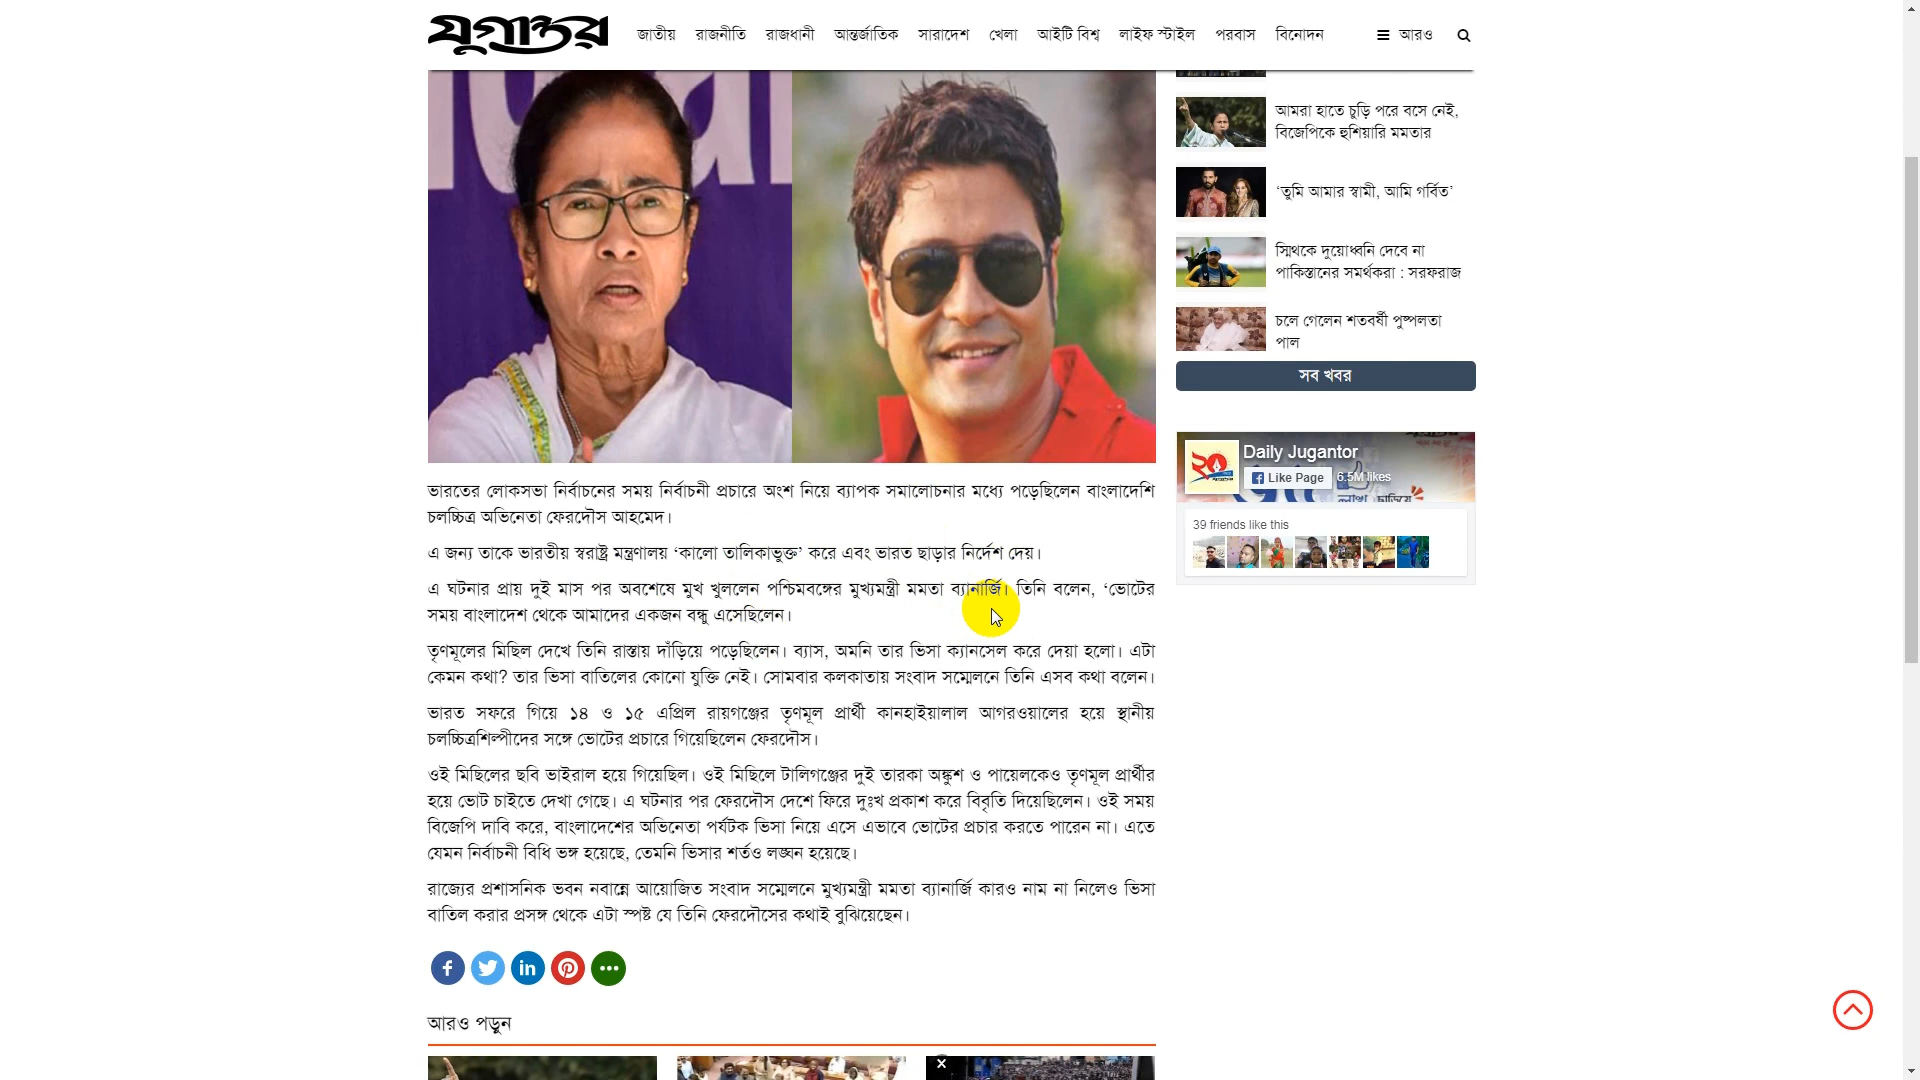 যুগান্তর
জাতীয় রাজনীতি রাজধানী আন্তর্জাতিক সারাদেশ খেলা আইটি বিশ্ব লাইফ স্টাইল পরবাস বিনোদন আরও
ভারতের লোকসভা নির্বাচনের সময় নির্বাচনী প্রচারে অংশ নিয়ে ব্যাপক সমালোচনার মধ্যে পড়েছিলেন বাংলাদেশি
চলচ্চিত্র অভিনেতা ফেরদৌস আহমেদ।
এ জন্য তাকে ভারতীয় স্বরাষ্ট্র মন্ত্রণালয় ‘কালো তালিকাভুক্ত’ করে এবং ভারত ছাড়ার নির্দেশ দেয়।
এ ঘটনার প্রায় দুই মাস পর অবশেষে মুখ খুললেন পশ্চিমবঙ্গের মুখ্যমন্ত্রী মমতা ব্যানার্জি। তিনি বলেন, ‘ভোটের
সময় বাংলাদেশ থেকে আমাদের একজন বন্ধু এসেছিলেন।
তৃণমূলের মিছিল দেখে তিনি রাস্তায় দাঁড়িয়ে পড়েছিলেন। ব্যাস, অমনি তার ভিসা ক্যানসেল করে দেয়া হলো। এটা
কেমন কথা? তার ভিসা বাতিলের কোনো যুক্তি নেই। সোমবার কলকাতায় সংবাদ সম্মেলনে তিনি এসব কথা বলেন।
ভারত সফরে গিয়ে ১৪ ও ১৫ এপ্রিল রায়গঞ্জের তৃণমূল প্রার্থী কানহাইয়ালাল আগরওয়ালের হয়ে স্থানীয়
চলচ্চিত্রশিল্পীদের সঙ্গে ভোটের প্রচারে গিয়েছিলেন ফেরদৌস।
ওই মিছিলের ছবি ভাইরাল হয়ে গিয়েছিল। ওই মিছিলে টালিগঞ্জের দুই তারকা অঙ্কুশ ও পায়েলকেও তৃণমূল প্রার্থীর
হয়ে ভোট চাইতে দেখা গেছে। এ ঘটনার পর ফেরদৌস দেশে ফিরে দুঃখ প্রকাশ করে বিবৃতি দিয়েছিলেন। ওই সময়
বিজেপি দাবি করে, বাংলাদেশের অভিনেতা পর্যটক ভিসা নিয়ে এসে এভাবে ভোটের প্রচার করতে পারেন না। এতে
যেমন নির্বাচনী বিধি ভঙ্গ হয়েছে, তেমনি ভিসার শর্তও লঙ্ঘন হয়েছে।
রাজ্যের প্রশাসনিক ভবন নবান্নে আয়োজিত সংবাদ সম্মেলনে মুখ্যমন্ত্রী মমতা ব্যানার্জি কারও নাম না নিলেও ভিসা
বাতিল করার প্রসঙ্গ থেকে এটা স্পষ্ট যে তিনি ফেরদৌসের কথাই বুঝিয়েছেন।
আরও পড়ুন
আমরা হাতে চুড়ি পরে বসে নেই,
বিজেপিকে হুশিয়ারি মমতার
‘তুমি আমার স্বামী, আমি গর্বিত’
স্মিথকে দুয়োধ্বনি দেবে না
পাকিস্তানের সমর্থকরা : সরফরাজ
চলে গেলেন শতবর্ষী পুষ্পলতা
পাল
সব খবর
Daily Jugantor
Like Page 6.5M likes
39 friends like this